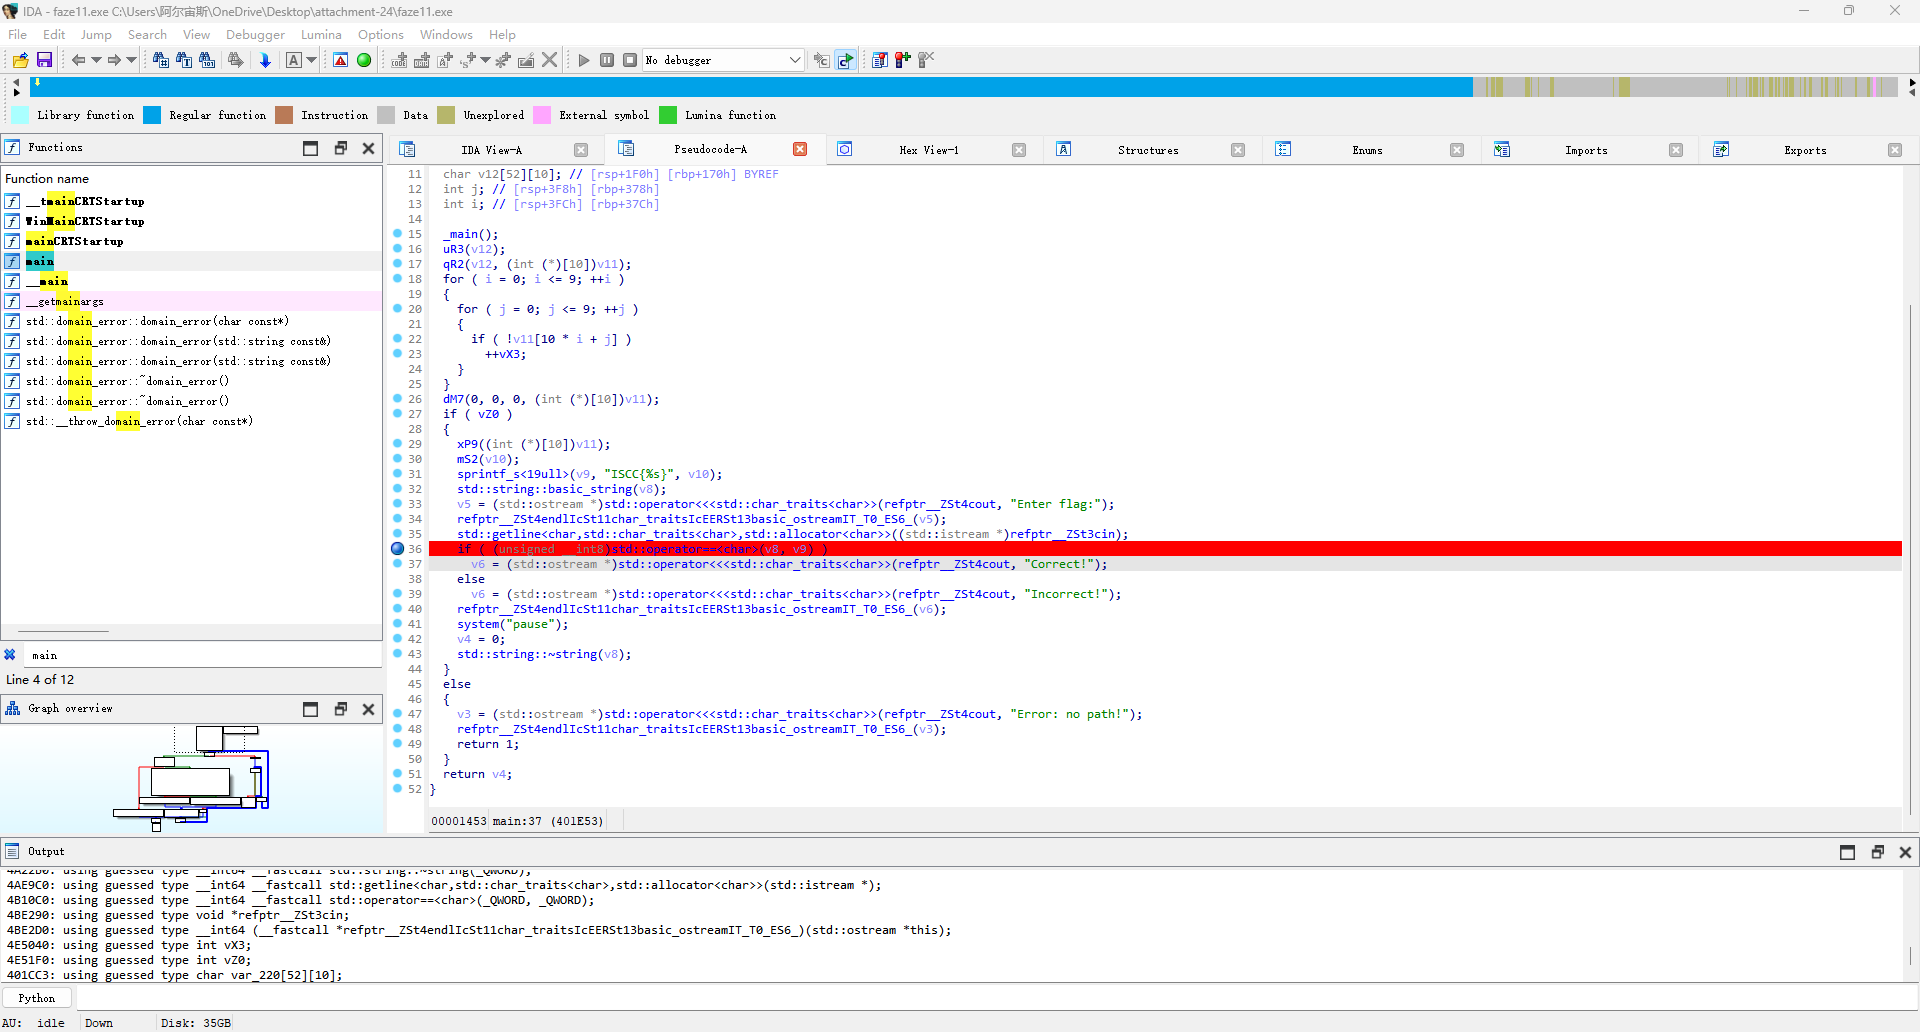 IDA - faze11.exe C:\Users\阿尔宙斯\OneDrive\Desktop\attachment-24\faze11.exe
File Edit Jump Search View Debugger Lumina Options Windows Help
No debugger
Library function Regular function Instruction Data Unexplored External symbol Lumina function
Functions
IDA View-A Pseudocode-A Hex View-1 Structures Enums Imports Exports
Function name
__tmainCRTStartup
WinMainCRTStartup
mainCRTStartup
main
__main
__getmainargs
std::domain_error::domain_error(char const*)
std::domain_error::domain_error(std::string const&)
std::domain_error::domain_error(std::string const&)
std::domain_error::~domain_error()
std::domain_error::~domain_error()
std::__throw_domain_error(char const*)
main
Line 4 of 12
Graph overview
11 char v12[52][10]; // [rsp+1F0h] [rbp+170h] BYREF
12 int j; // [rsp+3F8h] [rbp+378h]
13 int i; // [rsp+3FCh] [rbp+37Ch]
14
15 _main();
16 uR3(v12);
17 qR2(v12, (int (*)[10])v11);
18 for ( i = 0; i <= 9; ++i )
19 {
20 for ( j = 0; j <= 9; ++j )
21 {
22 if ( !v11[10 * i + j] )
23 ++vX3;
24 }
25 }
26 dM7(0, 0, 0, (int (*)[10])v11);
27 if ( vZ0 )
28 {
29 xP9((int (*)[10])v11);
30 mS2(v10);
31 sprintf_s<19ull>(v9, "ISCC{%s}", v10);
32 std::string::basic_string(v8);
33 v5 = (std::ostream *)std::operator<<<std::char_traits<char>>(refptr__ZSt4cout, "Enter flag:");
34 refptr__ZSt4endlIcSt11char_traitsIcEERSt13basic_ostreamIT_T0_ES6_(v5);
35 std::getline<char,std::char_traits<char>,std::allocator<char>>((std::istream *)refptr__ZSt3cin);
36 if ( (unsigned __int8)std::operator==<char>(v8, v9) )
37 v6 = (std::ostream *)std::operator<<<std::char_traits<char>>(refptr__ZSt4cout, "Correct!");
38 else
39 v6 = (std::ostream *)std::operator<<<std::char_traits<char>>(refptr__ZSt4cout, "Incorrect!");
40 refptr__ZSt4endlIcSt11char_traitsIcEERSt13basic_ostreamIT_T0_ES6_(v6);
41 system("pause");
42 v4 = 0;
43 std::string::~string(v8);
44 }
45 else
46 {
47 v3 = (std::ostream *)std::operator<<<std::char_traits<char>>(refptr__ZSt4cout, "Error: no path!");
48 refptr__ZSt4endlIcSt11char_traitsIcEERSt13basic_ostreamIT_T0_ES6_(v3);
49 return 1;
50 }
51 return v4;
52 }
00001453 main:37 (401E53)
Output
4A22B0: using guessed type __int64 __fastcall std::string::~string(_QWORD);
4AE9C0: using guessed type __int64 __fastcall std::getline<char,std::char_traits<char>,std::allocator<char>>(std::istream *);
4B10C0: using guessed type __int64 __fastcall std::operator==<char>(_QWORD, _QWORD);
4BE290: using guessed type void *refptr__ZSt3cin;
4BE2D0: using guessed type __int64 (__fastcall *refptr__ZSt4endlIcSt11char_traitsIcEERSt13basic_ostreamIT_T0_ES6_)(std::ostream *this);
4E5040: using guessed type int vX3;
4E51F0: using guessed type int vZ0;
401CC3: using guessed type char var_220[52][10];
Python
AU: idle Down Disk: 35GB